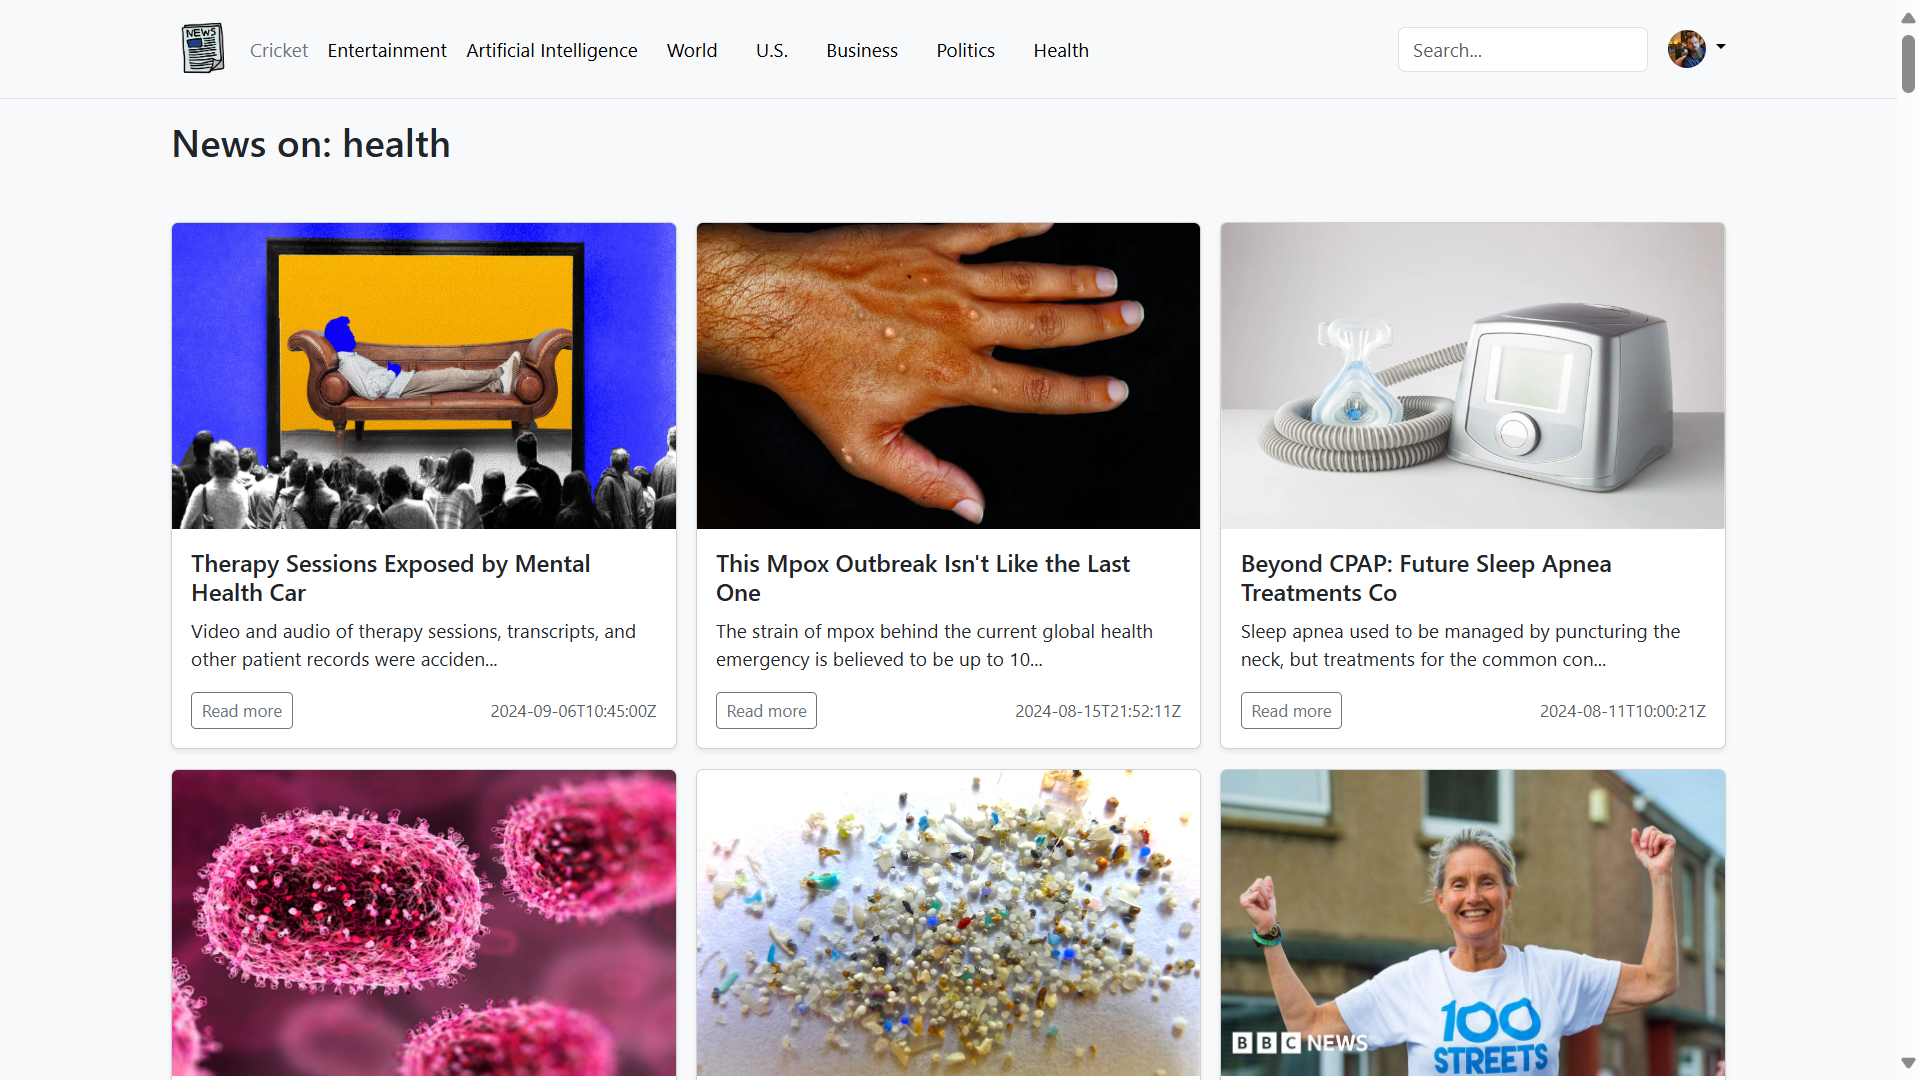 NEWS
Cricket Entertainment Artificial Intelligence World U.S. Business Politics Health
Search...
News on: health
Therapy Sessions Exposed by Mental
Health Car
Video and audio of therapy sessions, transcripts, and
other patient records were acciden...
Read more
2024-09-06T10:45:00Z
This Mpox Outbreak Isn't Like the Last
One
The strain of mpox behind the current global health
emergency is believed to be up to 10...
Read more
2024-08-15T21:52:11Z
Beyond CPAP: Future Sleep Apnea
Treatments Co
Sleep apnea used to be managed by puncturing the
neck, but treatments for the common con...
Read more
2024-08-11T10:00:21Z
100
STREETS
BBC NEWS